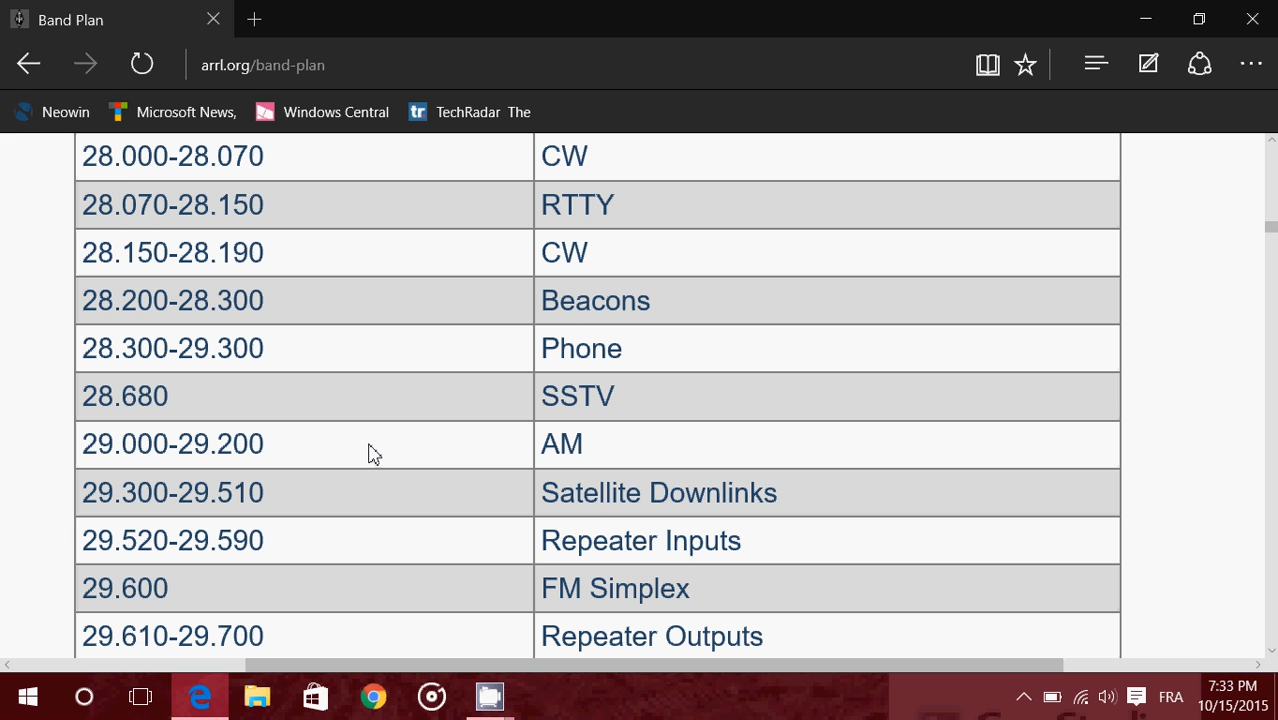 Band Plan
arrl.org/band-plan
Neowin Microsoft News, Windows Central tr TechRadar The
28.000-28.070 CW
28.070-28.150 RTTY
28.150-28.190 CW
28.200-28.300 Beacons
28.300-29.300 Phone
28.680 SSTV
29.000-29.200 AM
29.300-29.510 Satellite Downlinks
29.520-29.590 Repeater Inputs
29.600 FM Simplex
29.610-29.700 Repeater Outputs
FRA 7:33 PM
10/15/2015